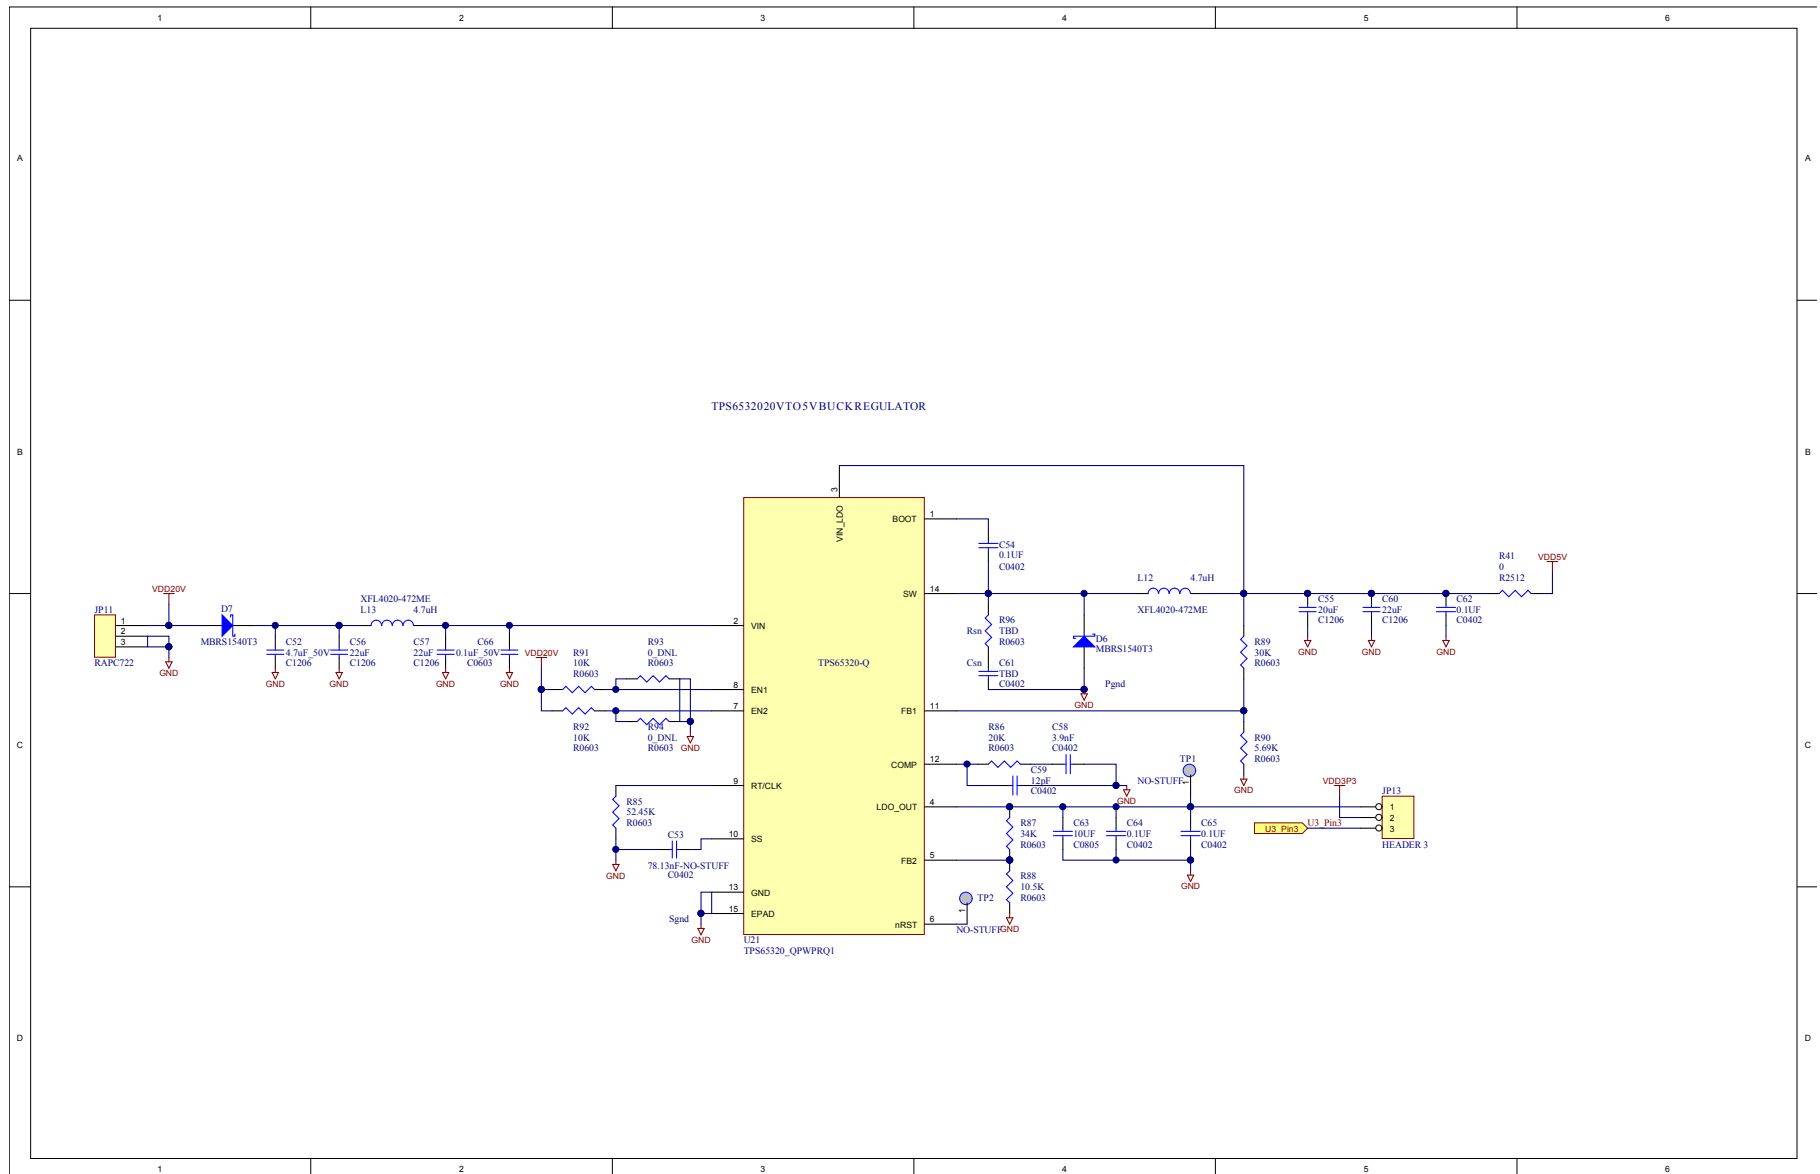 1 2 3 4 5 6
A A
TPS6532020VTO5VBUCKREGULATOR
B B
3
VIN_LDO
BOOT
1
C54
0.1UF
C0402
SW
14
L12 4.7uH
XFL4020-472ME
R41
0
R2512
VDD5V
VDD20V
JP11
1
2
3
RAPC722
GND
D7
MBRS1540T3
C52
4.7uF_50V
C1206
GND
C56
22uF
C1206
GND
XFL4020-472ME
L13 4.7uH
C57
22uF
C1206
GND
C66
0.1uF_50V
C0603
GND
2
VIN
VDD20V
R91
10K
R0603
R93
0_DNL
R0603
TPS65320-Q
8
EN1
7
EN2
R92
10K
R0603
R94
0_DNL
R0603
GND
Rsn
R96
TBD
R0603
Csn
C61
TBD
C0402
D6
MBRS1540T3
Pgnd
GND
C55
20uF
C1206
GND
C60
22uF
C1206
GND
C62
0.1UF
C0402
GND
R89
30K
R0603
FB1
11
R90
5.69K
R0603
GND
C C
R86
20K
R0603
C58
3.9nF
C0402
COMP
12
C59
12pF
C0402
GND
TP1
NO-STUFF
1
9
RT/CLK
R85
52.45K
R0603
GND
C53
78.13nF-NO-STUFF
C0402
10
SS
LDO_OUT
4
R87
34K
R0603
C63
10UF
C0805
C64
0.1UF
C0402
C65
0.1UF
C0402
GND
VDD3P3
JP13
1
2
3
HEADER 3
U3_Pin3
U3_Pin3
FB2
5
R88
10.5K
R0603
GND
13
GND
15
EPAD
Sgnd
GND
TP2
1
NO-STUFF
nRST
6
U21
TPS65320_QPWPRQ1
D D
1 2 3 4 5 6